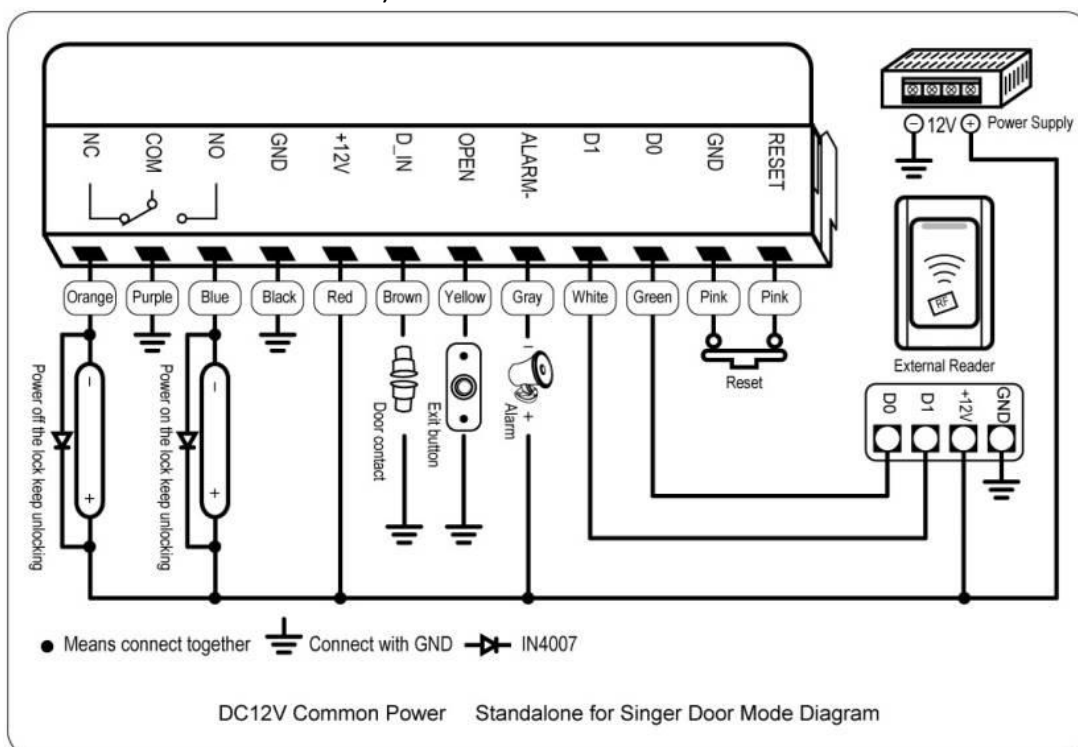 NC COM NO GND +12V D_IN OPEN ALARM- D1 D0 GND RESET
⊖ 12V ⊕ Power Supply
Orange Purple Blue Black Red Brown Yellow Gray White Green Pink Pink
RF
External Reader
Reset
D0 D1 +12V GND
Power off the lock keep unlocking
- +
Power on the lock keep unlocking
- +
Door contact
Exit button
- Alarm +
Means connect together
Connect with GND
IN4007
DC12V Common Power Standalone for Singer Door Mode Diagram